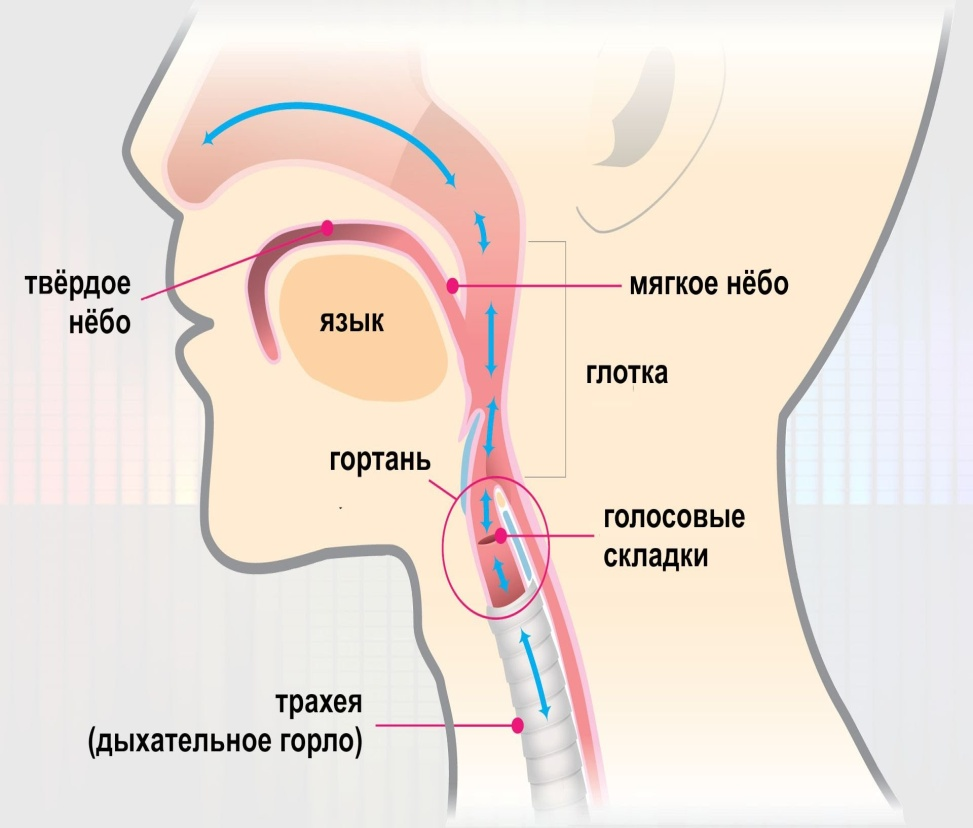 твёрдое
нёбо
язык
мягкое нёбо
глотка
гортань
голосовые
складки
трахея
(дыхательное горло)